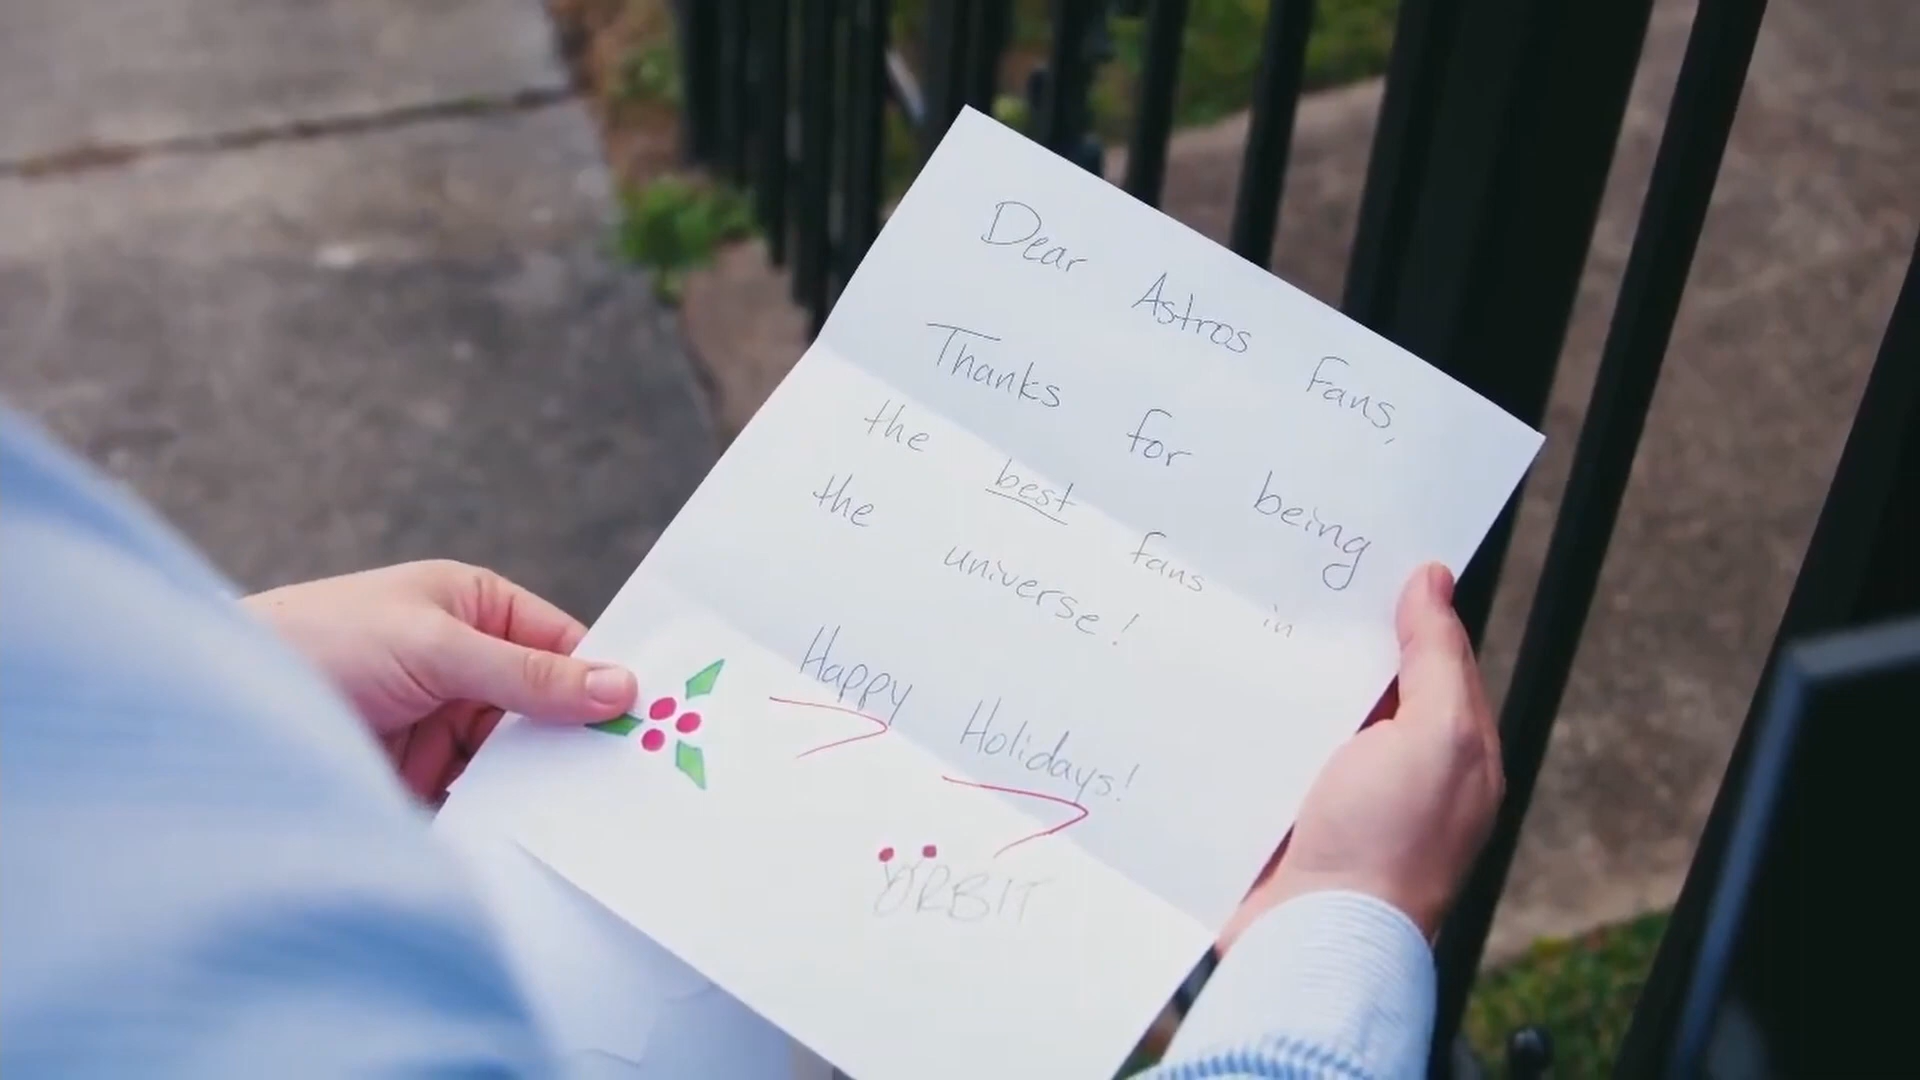 Dear Astros Fans,
Thanks for being
the best fans in
the universe!
Happy Holidays!
ORBIT